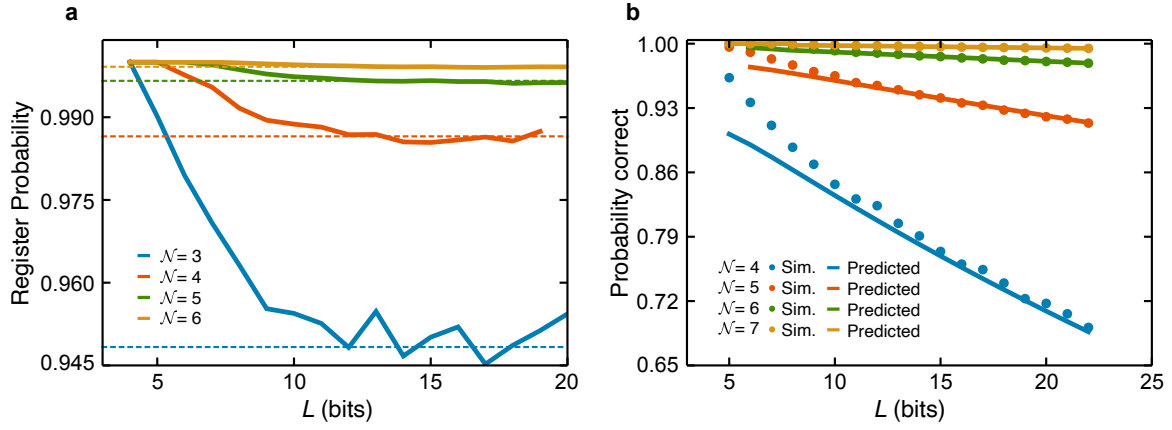 a
Register Probability
0.990
0.975
0.960
0.945
𝒩 = 3
𝒩 = 4
𝒩 = 5
𝒩 = 6
5 10 15 20
L (bits)
b
Probability correct
1.00
0.93
0.86
0.79
0.72
0.65
𝒩 = 4 Sim. Predicted
𝒩 = 5 Sim. Predicted
𝒩 = 6 Sim. Predicted
𝒩 = 7 Sim. Predicted
5 10 15 20 25
L (bits)